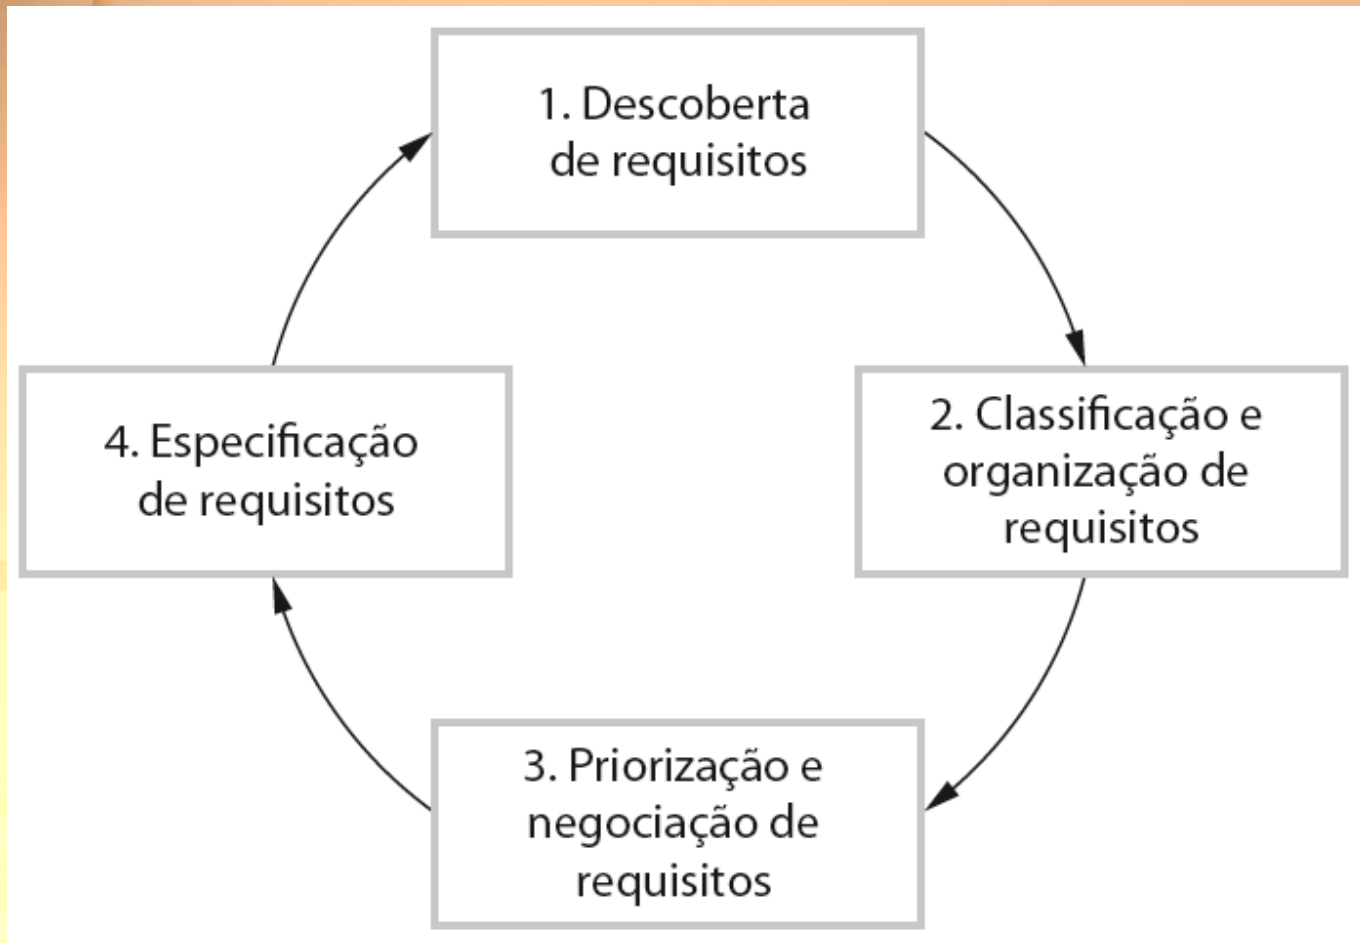 1. Descoberta
de requisitos
2. Classificação e
organização de
requisitos
3. Priorização e
negociação de
requisitos
4. Especificação
de requisitos